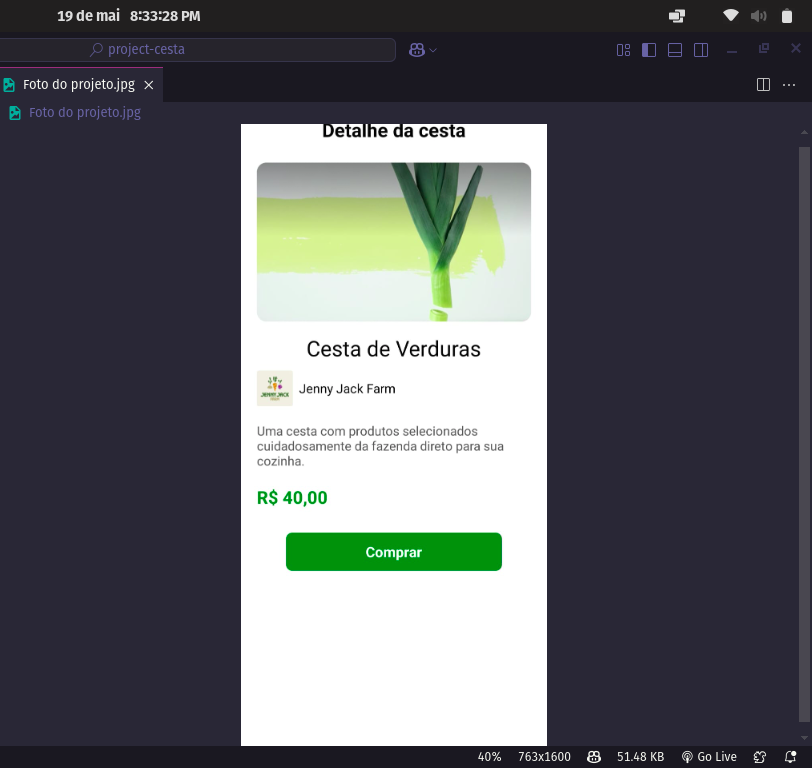 19 de mai 8:33:28 PM
project-cesta
Foto do projeto.jpg
Foto do projeto.jpg
Detalhe da cesta
Cesta de Verduras
JENNY JACK
Jenny Jack Farm
Uma cesta com produtos selecionados
cuidadosamente da fazenda direto para sua
cozinha.
R$ 40,00
Comprar
40% 763x1600 51.48 KB Go Live